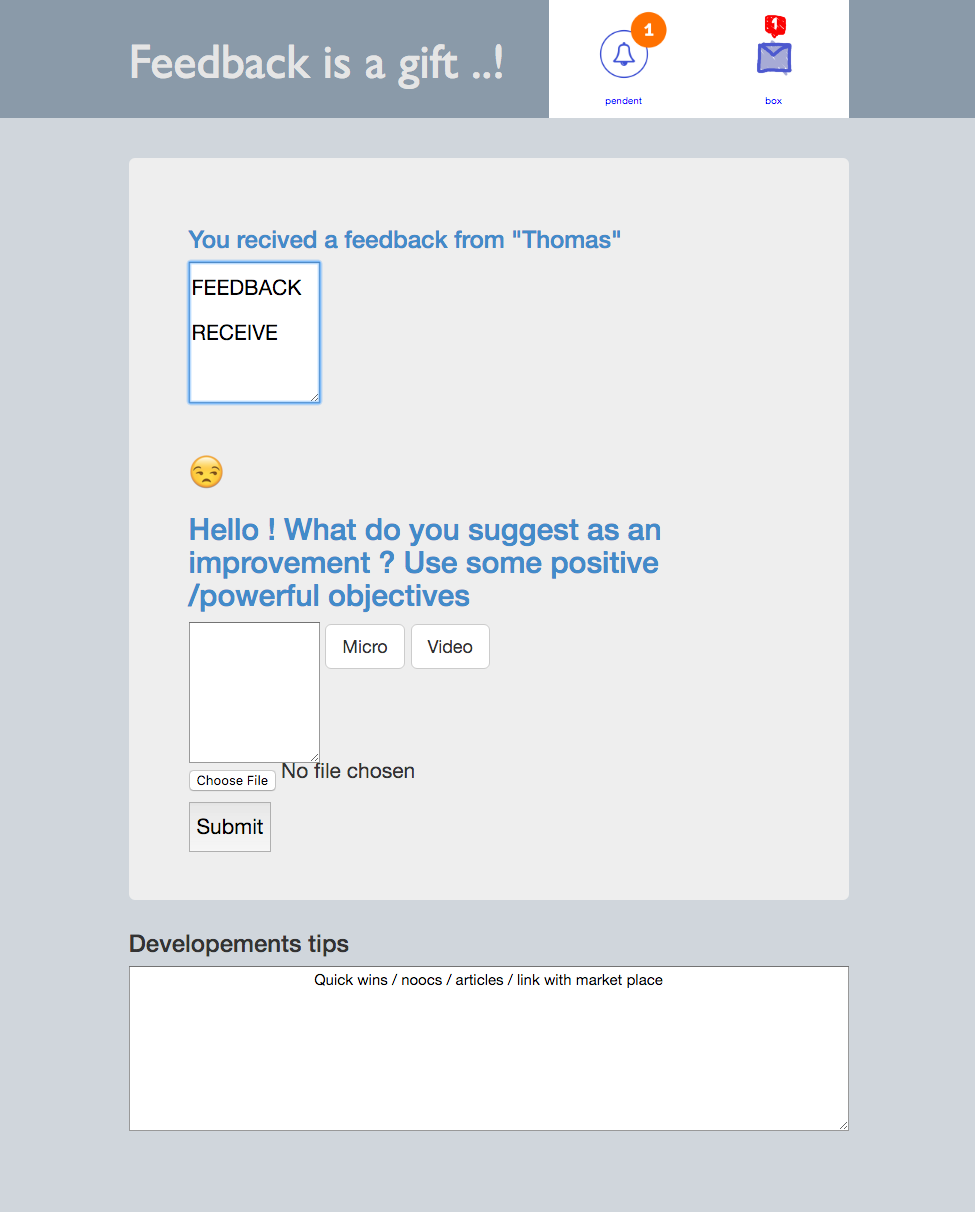 Feedback is a gift ..!
1
pendent
1
box
You recived a feedback from "Thomas"
FEEDBACK
RECEIVE
Hello ! What do you suggest as an
improvement ? Use some positive
/powerful objectives
Micro
Video
Choose File No file chosen
Submit
Developements tips
Quick wins / noocs / articles / link with market place